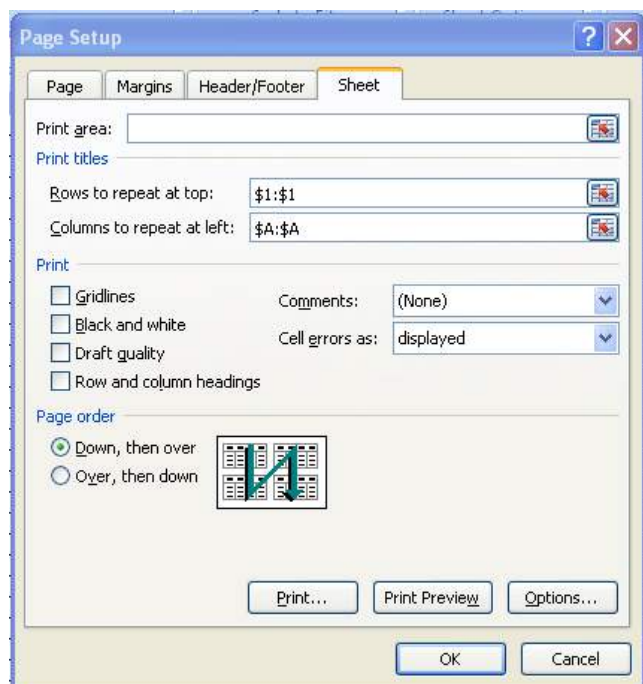 Page Setup
Page Margins Header/Footer Sheet
Print area:
Print titles
Rows to repeat at top: $1:$1
Columns to repeat at left: $A:$A
Print
Gridlines
Comments: (None)
Black and white
Cell errors as: displayed
Draft quality
Row and column headings
Page order
Down, then over
Over, then down
Print... Print Preview Options...
OK Cancel